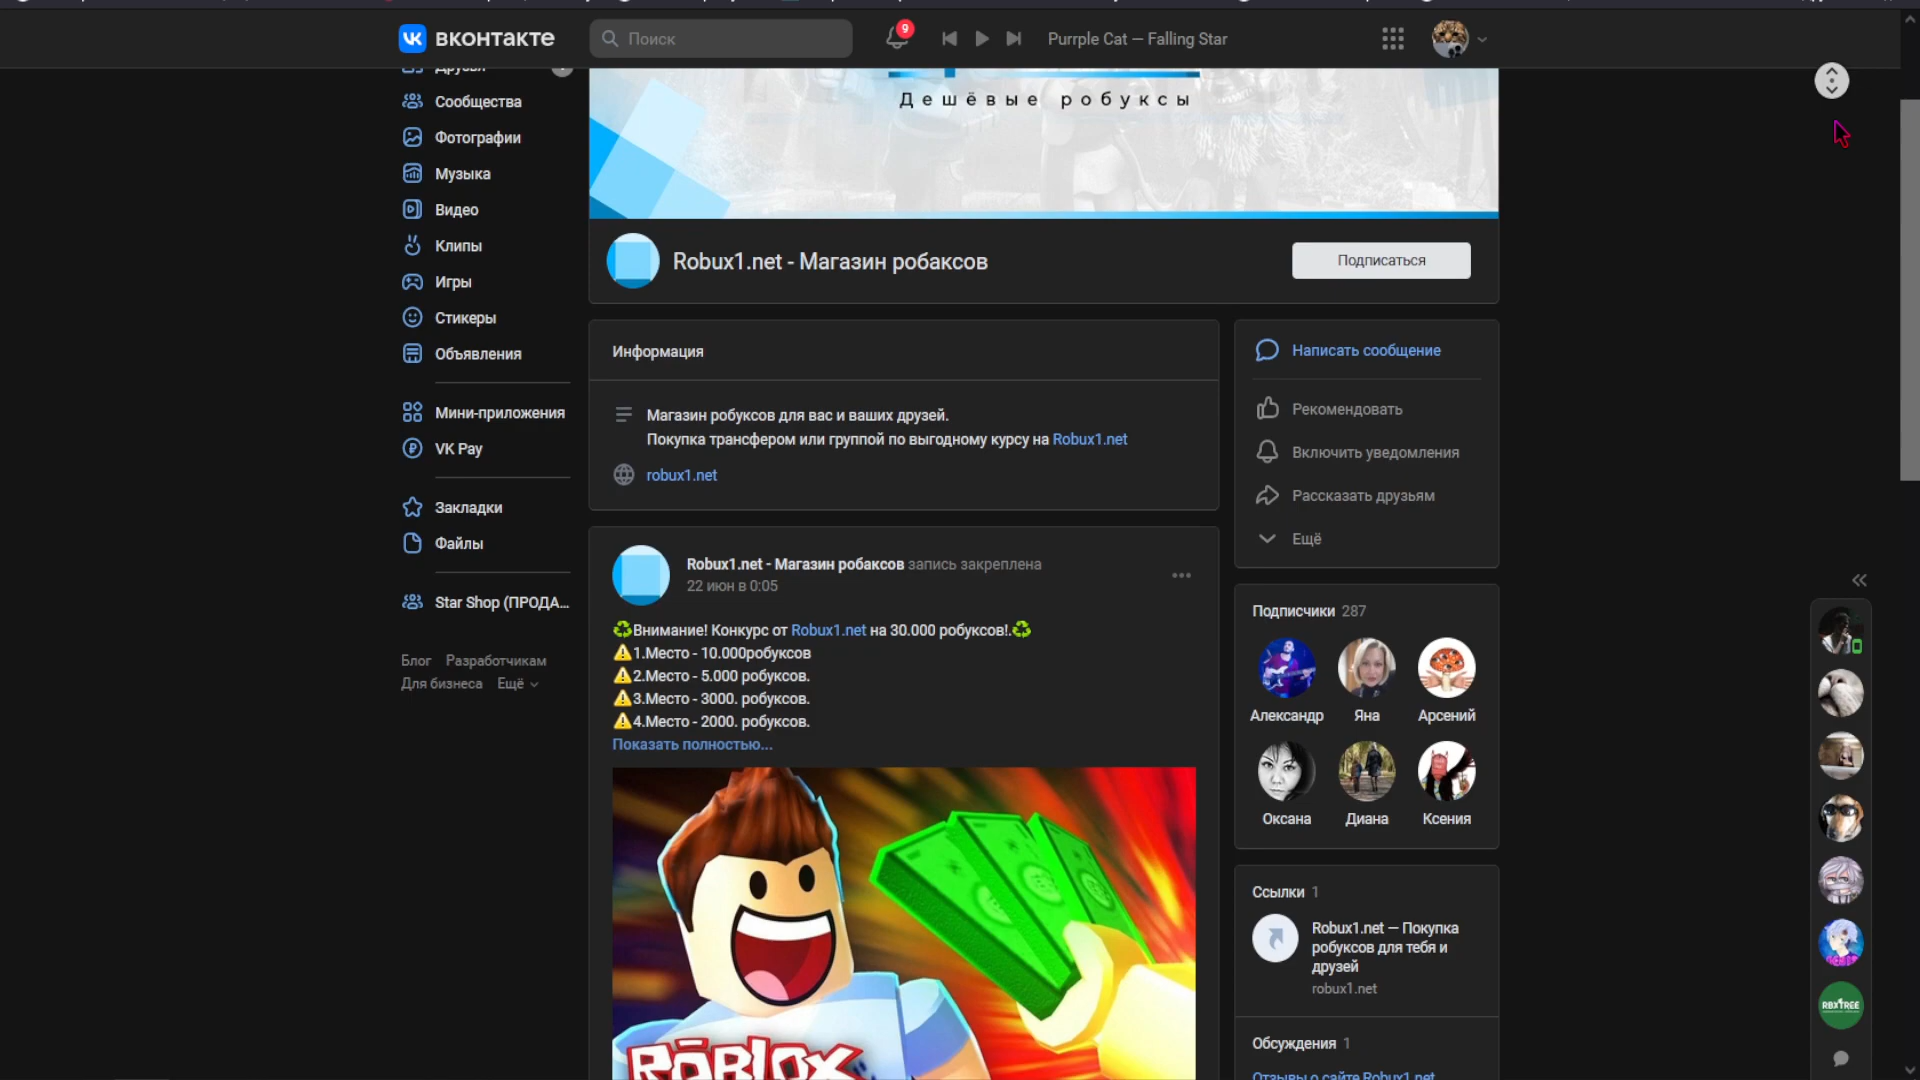 вконтакте
Поиск
9
Purrple Cat — Falling Star
Друзья
Сообщества
Фотографии
Музыка
Видео
Клипы
Игры
Стикеры
Объявления
Мини-приложения
VK Pay
Закладки
Файлы
Star Shop (ПРОДА...
Блог Разработчикам
Для бизнеса Ещё
Дешёвые робуксы
Robux1.net - Магазин робаксов
Подписаться
Информация
Магазин робуксов для вас и ваших друзей.
Покупка трансфером или группой по выгодному курсу на Robux1.net
robux1.net
Robux1.net - Магазин робаксов запись закреплена
22 июн в 0:05
Внимание! Конкурс от Robux1.net на 30.000 робуксов!.
1.Место - 10.000робуксов
2.Место - 5.000 робуксов.
3.Место - 3000. робуксов.
4.Место - 2000. робуксов.
Показать полностью...
ROBLOX
Написать сообщение
Рекомендовать
Включить уведомления
Рассказать друзьям
Ещё
Подписчики 287
Александр Яна Арсений
Оксана Диана Ксения
Ссылки 1
Robux1.net — Покупка
робуксов для тебя и
друзей
robux1.net
Обсуждения 1
Отзывы о сайте Robux1.net
RBXTREE